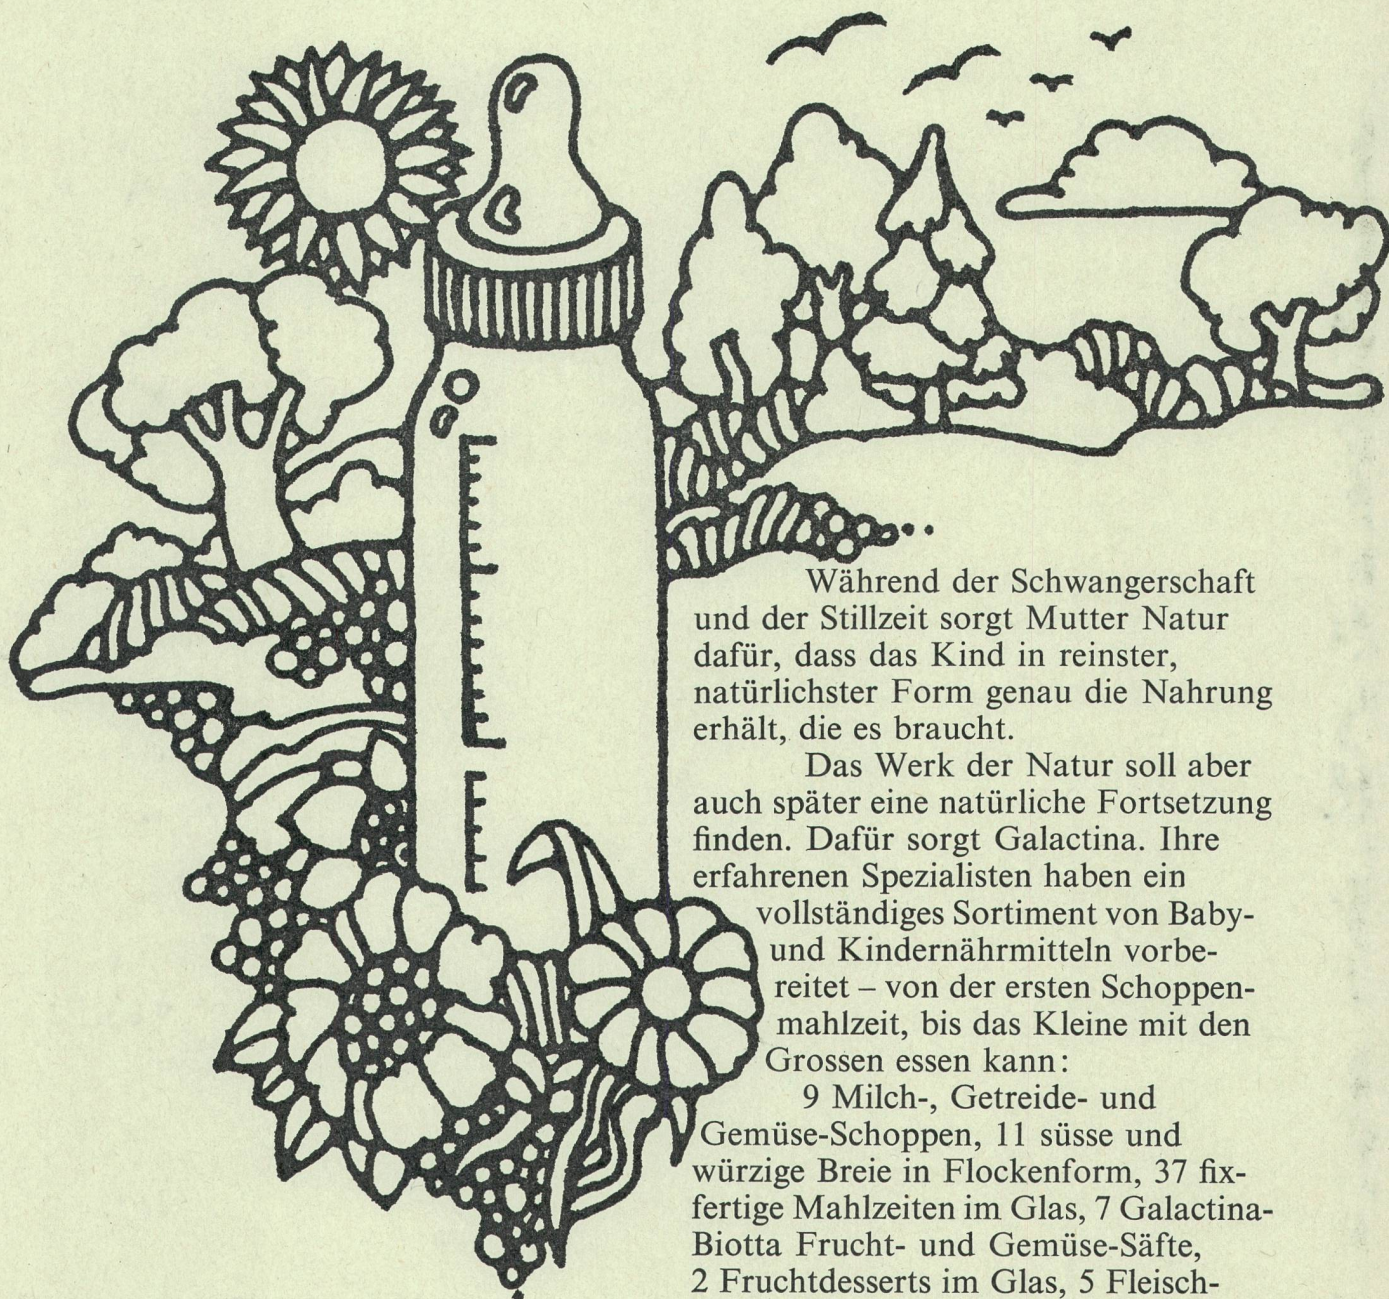 Während der Schwangerschaft
und der Stillzeit sorgt Mutter Natur
dafür, dass das Kind in reinster,
natürlichster Form genau die Nahrung
erhält, die es braucht.
Das Werk der Natur soll aber
auch später eine natürliche Fortsetzung
finden. Dafür sorgt Galactina. Ihre
erfahrenen Spezialisten haben ein
vollständiges Sortiment von Baby-
und Kindernährmitteln vorbe-
reitet – von der ersten Schoppen-
mahlzeit, bis das Kleine mit den
Grossen essen kann:
9 Milch-, Getreide- und
Gemüse-Schoppen, 11 süsse und
würzige Breie in Flockenform, 37 fix-
fertige Mahlzeiten im Glas, 7 Galactina-
Biotta Frucht- und Gemüse-Säfte,
2 Fruchtdesserts im Glas, 5 Fleisch-